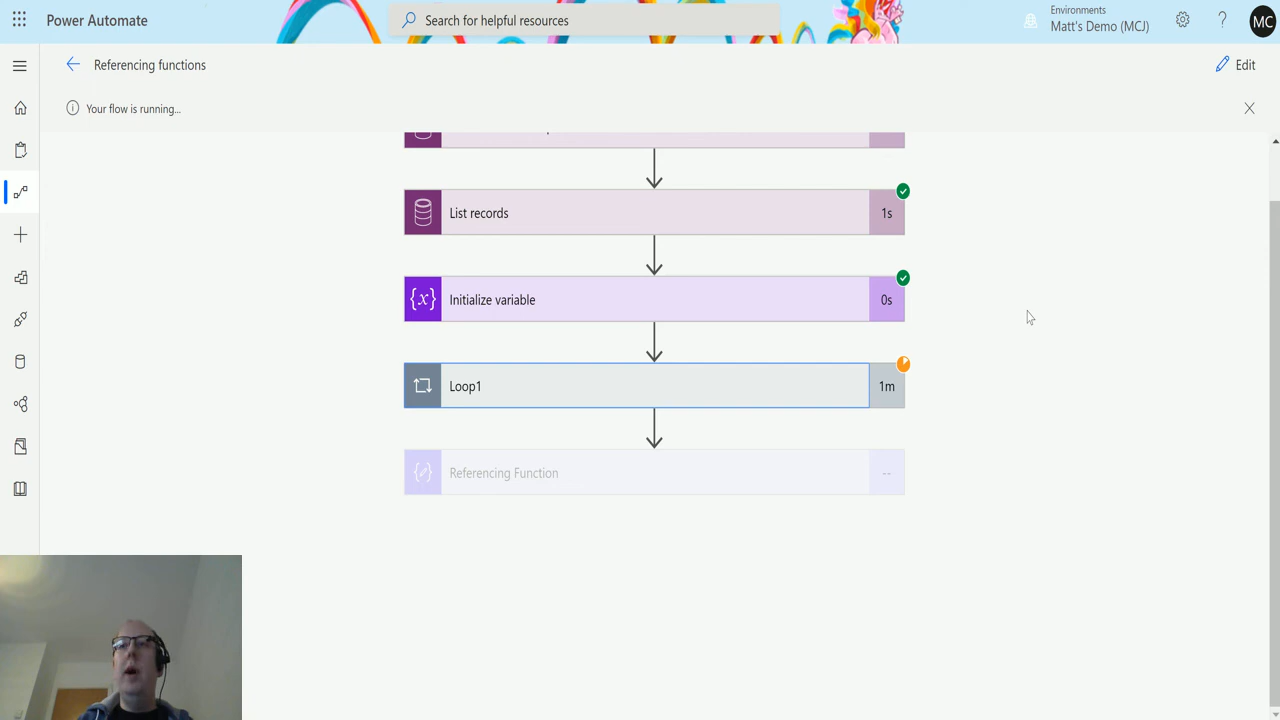 Power Automate
Search for helpful resources
Environments
Matt's Demo (MCJ)
MC
Referencing functions
Edit
Your flow is running...
List records
1s
{x}
Initialize variable
0s
Loop1
1m
Referencing Function
--